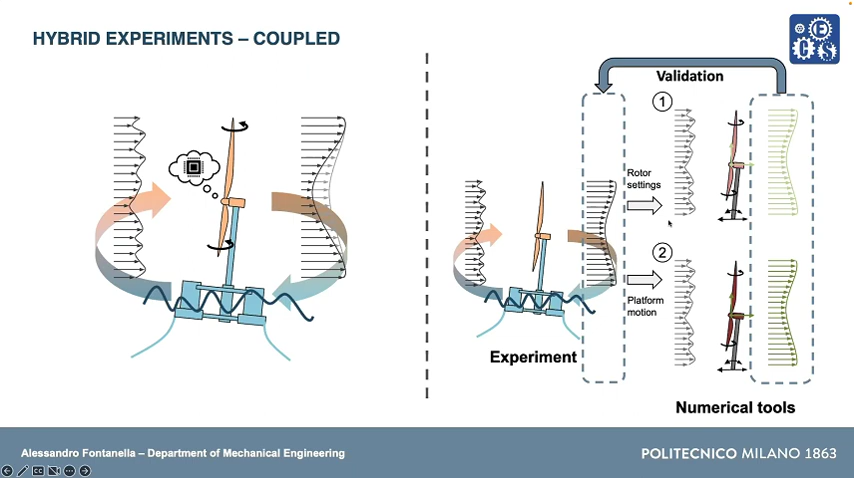 HYBRID EXPERIMENTS – COUPLED
Validation
1
Rotor
settings
2
Platform
motion
Experiment
Numerical tools
Alessandro Fontanella – Department of Mechanical Engineering
POLITECNICO MILANO 1863